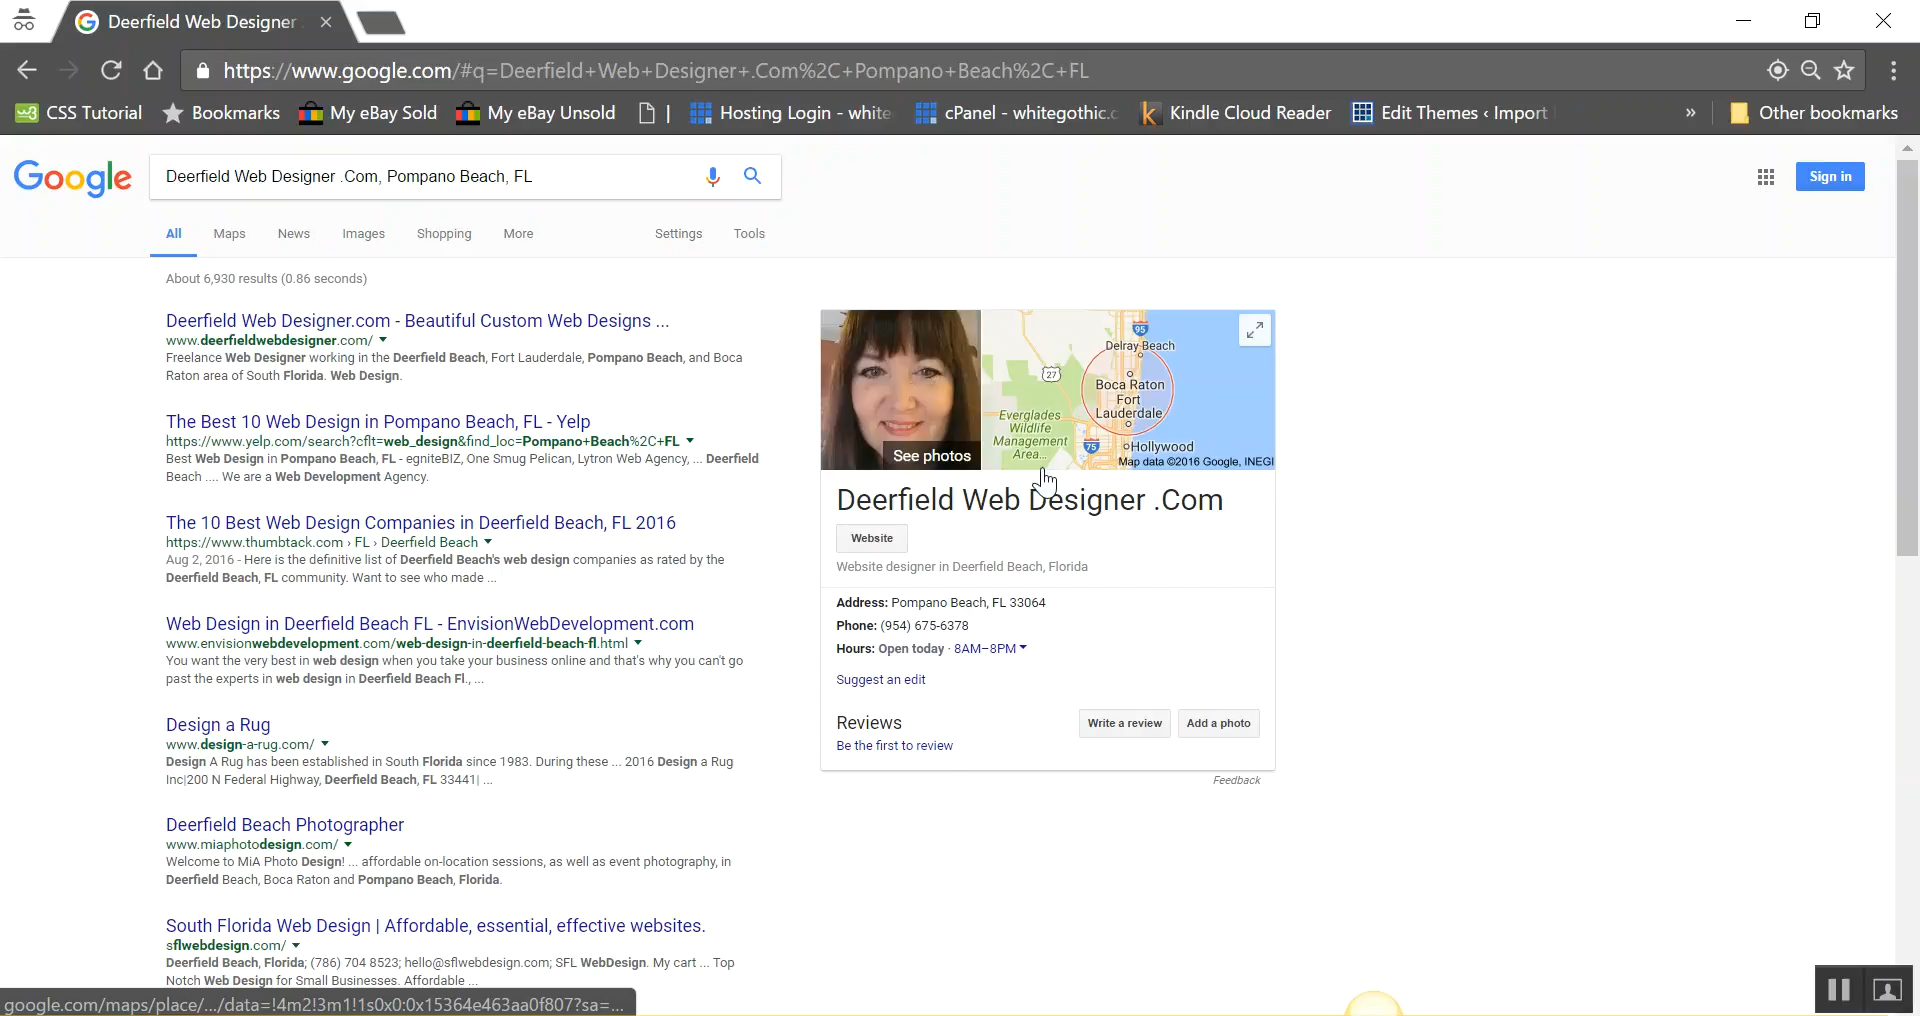 Deerfield Web Designer
https://www.google.com/#q=Deerfield+Web+Designer+.Com%2C+Pompano+Beach%2C+FL
CSS Tutorial Bookmarks My eBay Sold My eBay Unsold Hosting Login - white cPanel - whitegothic.c Kindle Cloud Reader Edit Themes ‹ Import » Other bookmarks
Google Deerfield Web Designer .Com, Pompano Beach, FL Sign in
All Maps News Images Shopping More Settings Tools
About 6,930 results (0.86 seconds)
Deerfield Web Designer.com - Beautiful Custom Web Designs ...
www.deerfieldwebdesigner.com/
Freelance Web Designer working in the Deerfield Beach, Fort Lauderdale, Pompano Beach, and Boca
Raton area of South Florida. Web Design.
The Best 10 Web Design in Pompano Beach, FL - Yelp
https://www.yelp.com/search?cflt=web_design&find_loc=Pompano+Beach%2C+FL
Best Web Design in Pompano Beach, FL - egniteBIZ, One Smug Pelican, Lytron Web Agency, ... Deerfield
Beach .... We are a Web Development Agency.
The 10 Best Web Design Companies in Deerfield Beach, FL 2016
https://www.thumbtack.com › FL › Deerfield Beach
Aug 2, 2016 - Here is the definitive list of Deerfield Beach's web design companies as rated by the
Deerfield Beach, FL community. Want to see who made ...
Web Design in Deerfield Beach FL - EnvisionWebDevelopment.com
www.envisionwebdevelopment.com/web-design-in-deerfield-beach-fl.html
You want the very best in web design when you take your business online and that's why you can't go
past the experts in web design in Deerfield Beach Fl., ...
Design a Rug
www.design-a-rug.com/
Design A Rug has been established in South Florida since 1983. During these ... 2016 Design a Rug
Inc|200 N Federal Highway, Deerfield Beach, FL 33441| ...
Deerfield Beach Photographer
www.miaphotodesign.com/
Welcome to MiA Photo Design! ... affordable on-location sessions, as well as event photography, in
Deerfield Beach, Boca Raton and Pompano Beach, Florida.
South Florida Web Design | Affordable, essential, effective websites.
sflwebdesign.com/
Deerfield Beach, Florida; (786) 704 8523; hello@sflwebdesign.com; SFL WebDesign. My cart ... Top
Notch Web Design for Small Businesses. Affordable ...
google.com/maps/place/.../data=!4m2!3m1!1s0x0:0x15364e463aa0f807?sa=...
See photos
95
Delray Beach
27
Boca Raton
Fort
Lauderdale
Everglades
Wildlife
Management
Area...
75
Hollywood
Map data ©2016 Google, INEGI
Deerfield Web Designer .Com
Website
Website designer in Deerfield Beach, Florida
Address: Pompano Beach, FL 33064
Phone: (954) 675-6378
Hours: Open today · 8AM–8PM
Suggest an edit
Reviews Write a review Add a photo
Be the first to review
Feedback